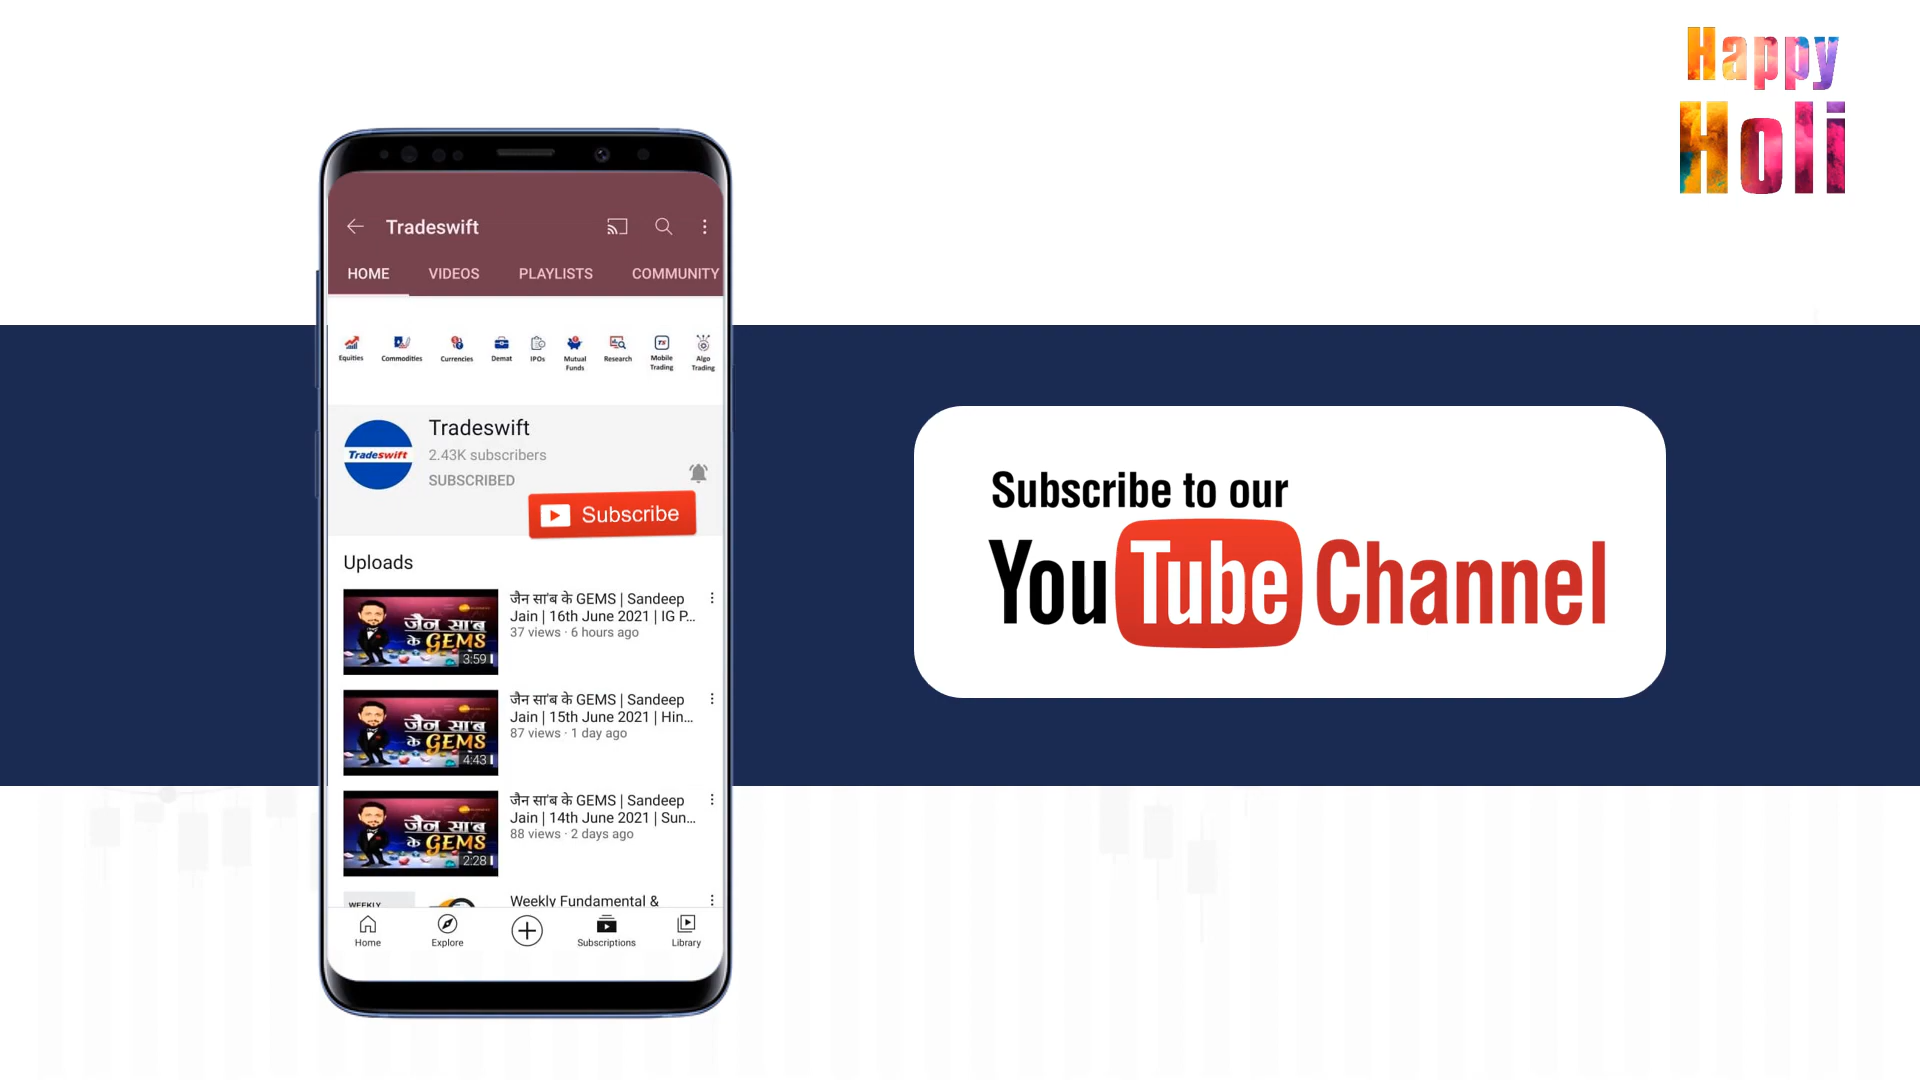 Happy
Holi
Tradeswift
HOME VIDEOS PLAYLISTS COMMUNITY
Equities Commodities Currencies Demat IPOs Mutual Funds Research Mobile Trading Algo Trading
TS
Tradeswift
Tradeswift
2.43K subscribers
SUBSCRIBED
Subscribe
Uploads
जैन सा'ब के GEMS
3:59
जैन सा'ब के GEMS | Sandeep
Jain | 16th June 2021 | IG P...
37 views · 6 hours ago
जैन सा'ब के GEMS
4:43
जैन सा'ब के GEMS | Sandeep
Jain | 15th June 2021 | Hin...
87 views · 1 day ago
जैन सा'ब के GEMS
2:28
जैन सा'ब के GEMS | Sandeep
Jain | 14th June 2021 | Sun...
88 views · 2 days ago
WEEKLY
Weekly Fundamental &
Home Explore Subscriptions Library
Subscribe to our
YouTube Channel